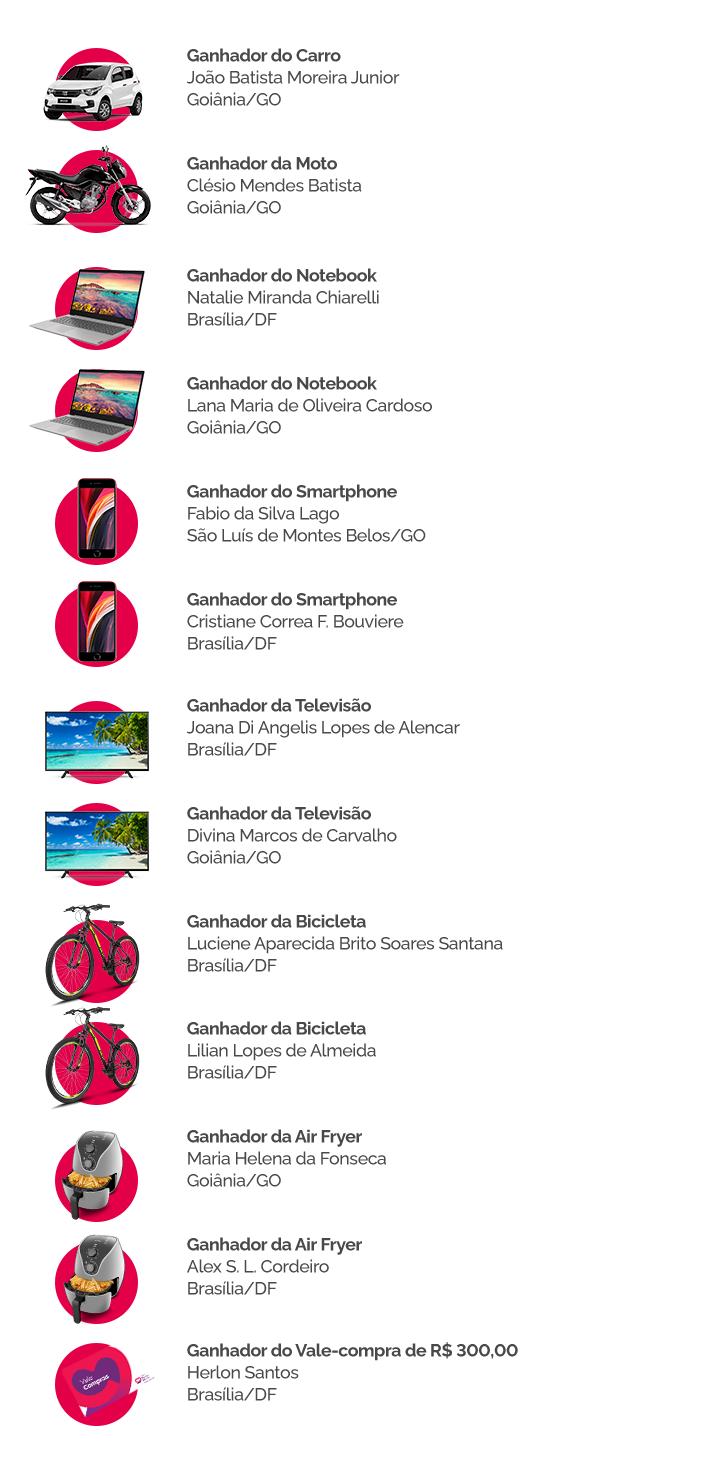 Ganhador do Carro
João Batista Moreira Junior
Goiânia/GO
Ganhador da Moto
Clésio Mendes Batista
Goiânia/GO
Ganhador do Notebook
Natalie Miranda Chiarelli
Brasília/DF
Ganhador do Notebook
Lana Maria de Oliveira Cardoso
Goiânia/GO
Ganhador do Smartphone
Fabio da Silva Lago
São Luís de Montes Belos/GO
Ganhador do Smartphone
Cristiane Correa F. Bouviere
Brasília/DF
Ganhador da Televisão
Joana Di Angelis Lopes de Alencar
Brasília/DF
Ganhador da Televisão
Divina Marcos de Carvalho
Goiânia/GO
Ganhador da Bicicleta
Luciene Aparecida Brito Soares Santana
Brasília/DF
Ganhador da Bicicleta
Lilian Lopes de Almeida
Brasília/DF
Ganhador da Air Fryer
Maria Helena da Fonseca
Goiânia/GO
Ganhador da Air Fryer
Alex S. L. Cordeiro
Brasília/DF
Ganhador do Vale-compra de R$ 300,00
Herlon Santos
Brasília/DF
Vale
Compras